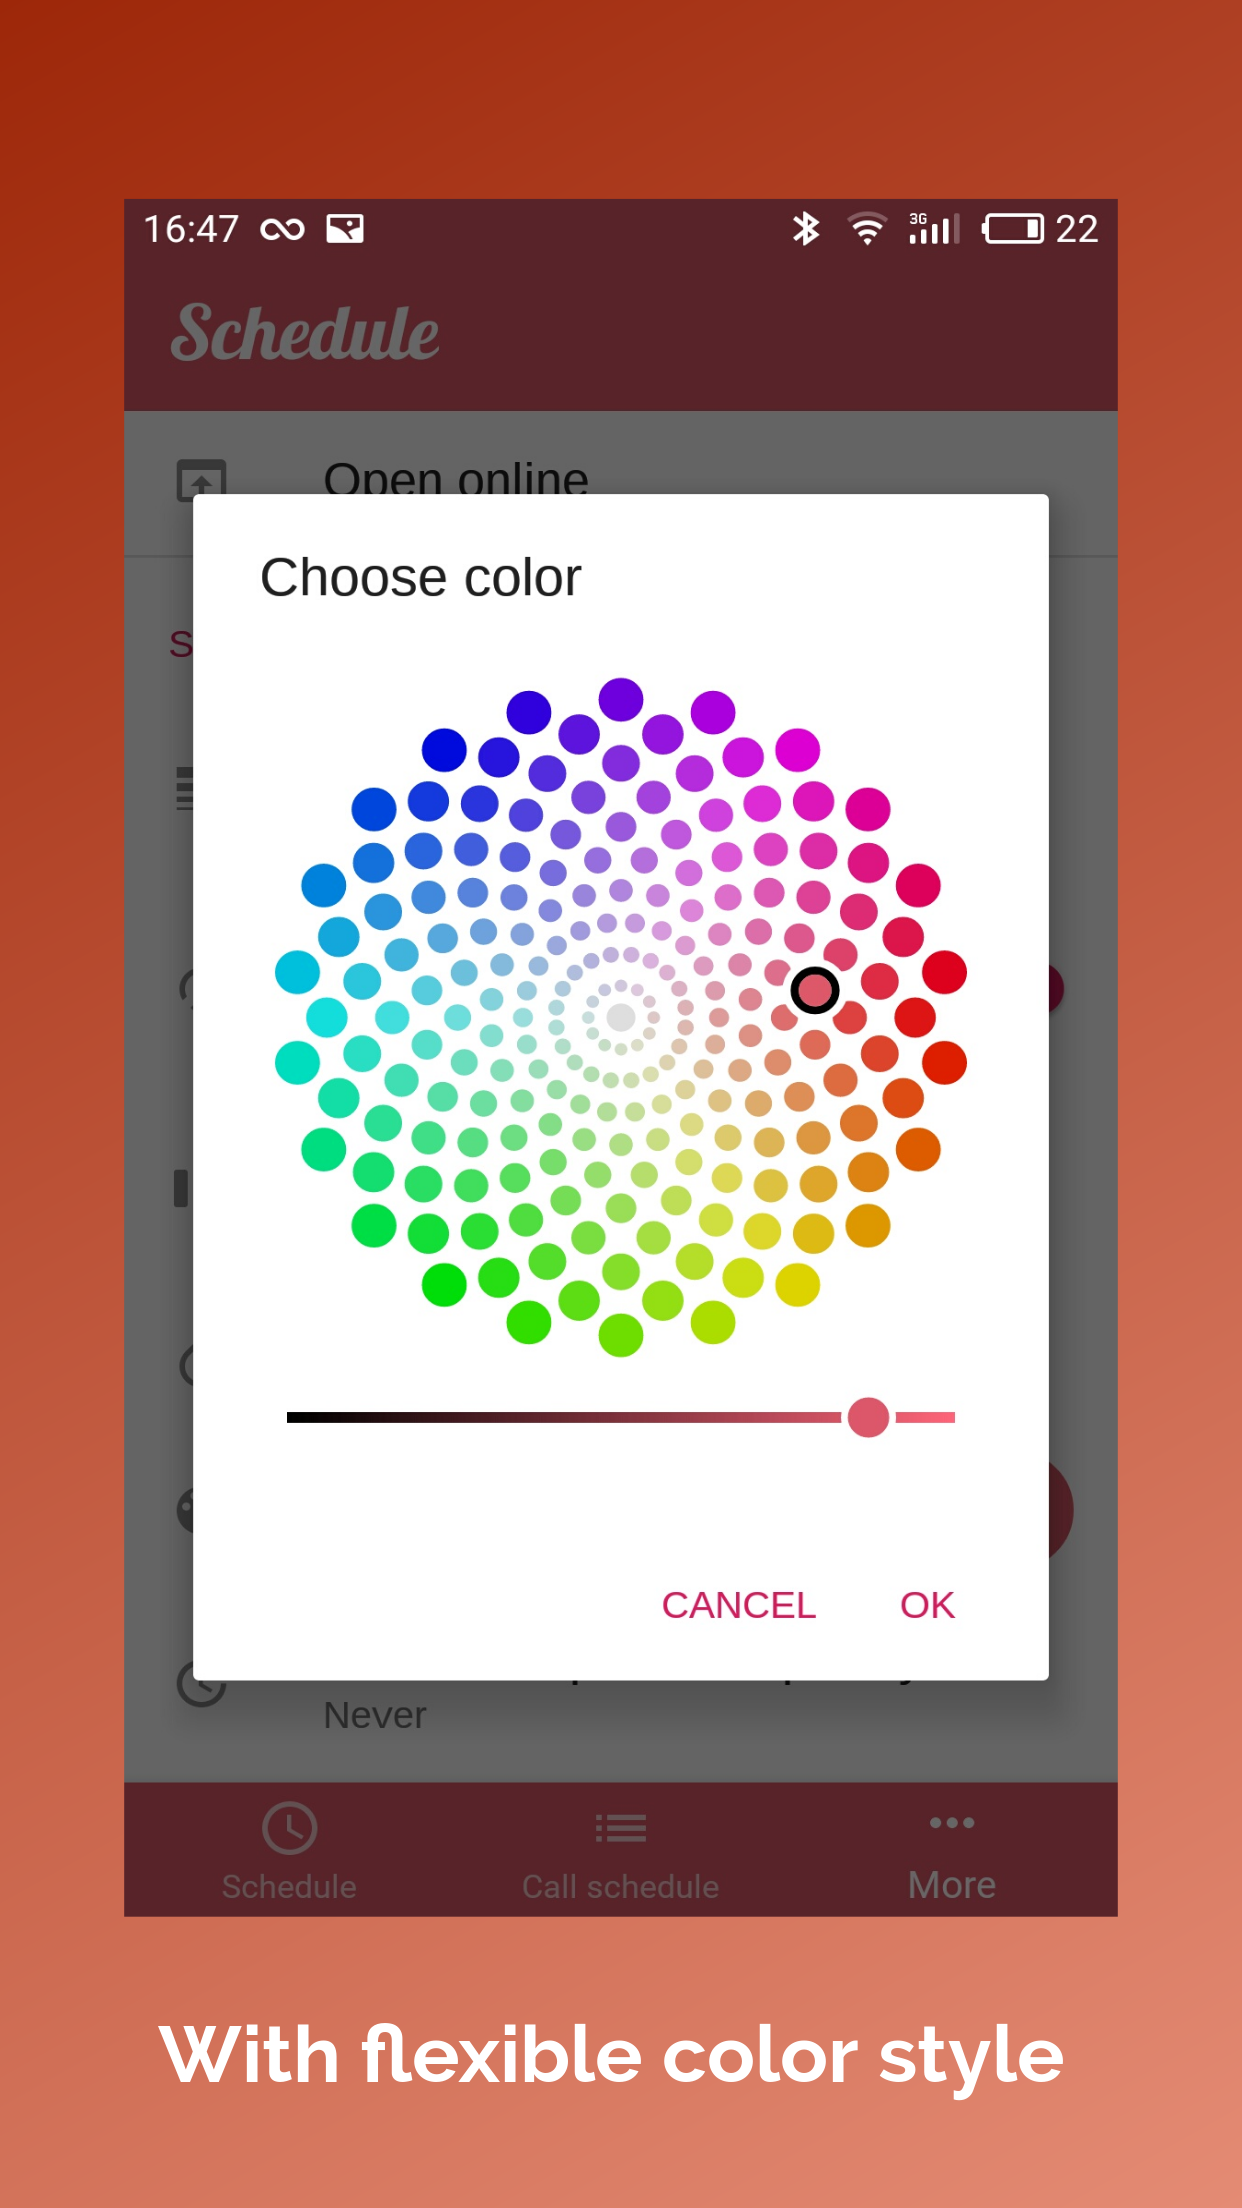 16:47
3G
22
Schedule
Open online
Choose color
CANCEL
OK
Never
Schedule
Call schedule
More
With flexible color style